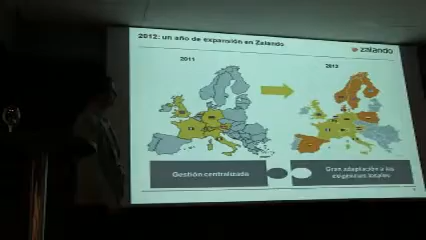 2012: un año de expansión en Zalando
zalando
2011
2012
Gestión centralizada
Gran adaptación a las
exigencias locales